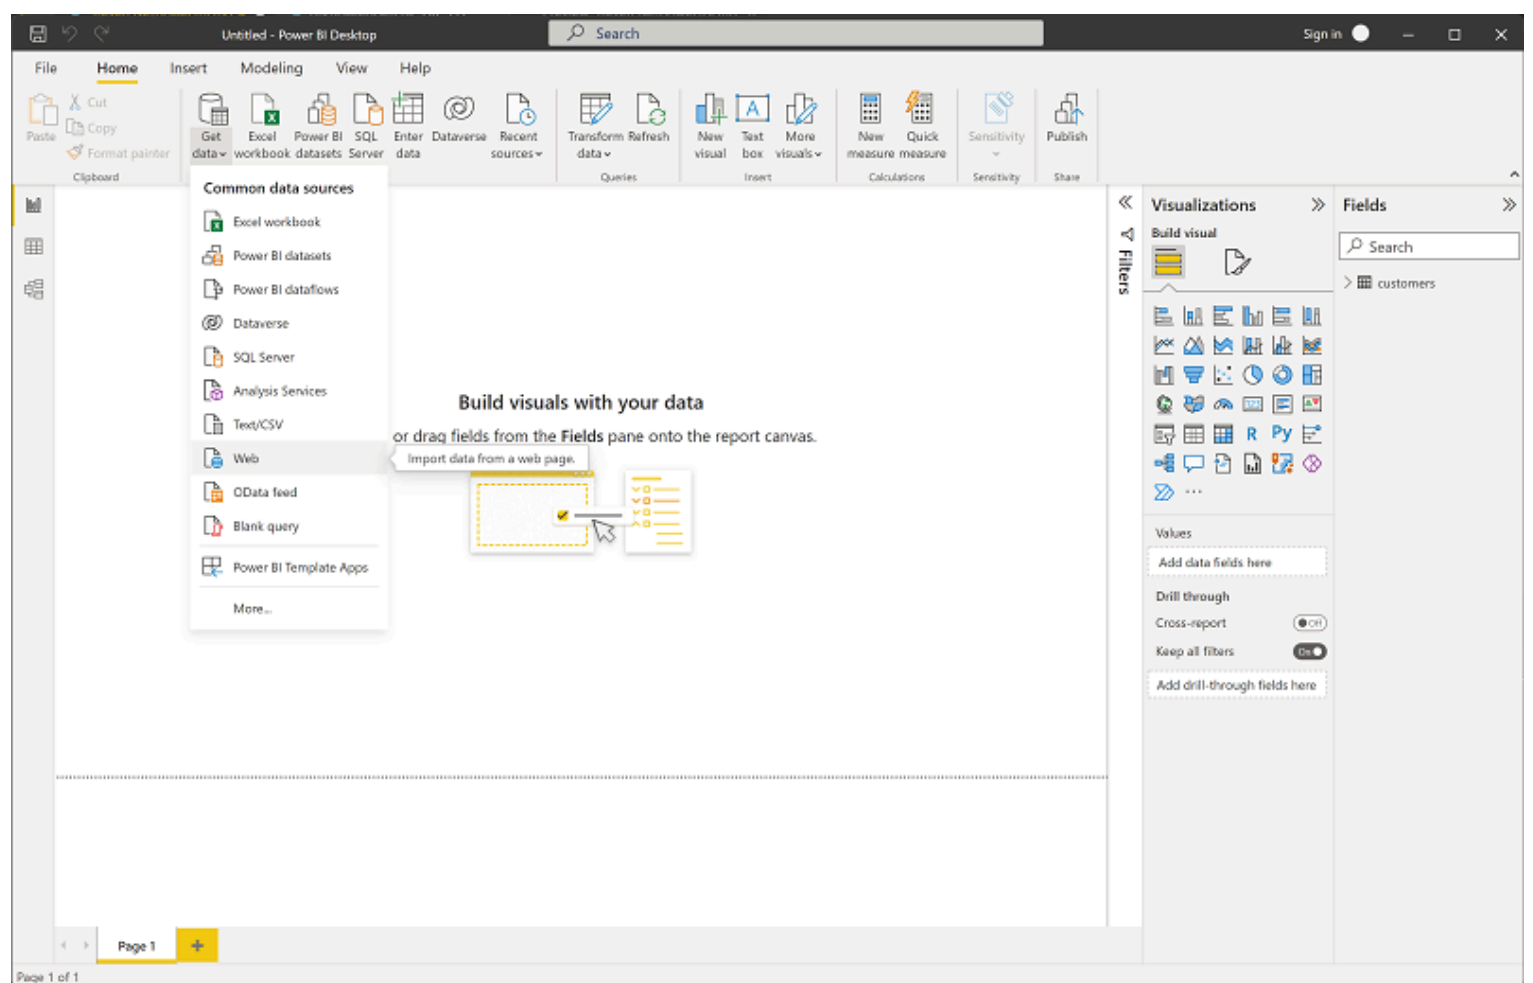 Untitled - Power BI Desktop
Search
Sign in
File Home Insert Modeling View Help
Paste
Cut
Copy
Format painter
Clipboard
Get data
Excel workbook
Power BI datasets
SQL Server
Enter data
Dataverse
Recent sources
Transform data
Refresh
Queries
New visual
Text box
More visuals
Insert
New measure
Quick measure
Calculations
Sensitivity
Sensitivity
Publish
Share
Common data sources
Excel workbook
Power BI datasets
Power BI dataflows
Dataverse
SQL Server
Analysis Services
Text/CSV
Web
OData feed
Blank query
Power BI Template Apps
More...
Import data from a web page.
Build visuals with your data
or drag fields from the Fields pane onto the report canvas.
Filters
Visualizations
Build visual
R Py
123
Values
Add data fields here
Drill through
Cross-report
Off
Keep all filters
On
Add drill-through fields here
Fields
Search
customers
Page 1
Page 1 of 1